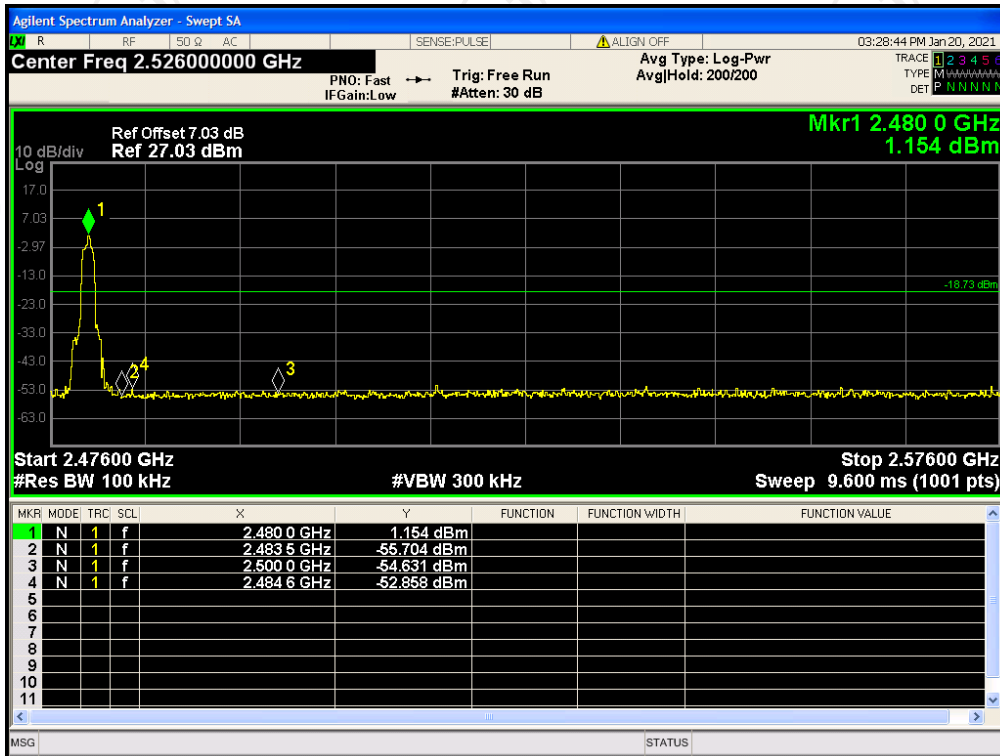 Agilent Spectrum Analyzer - Swept SA
LXI R RF 50 Ω AC SENSE:PULSE ALIGN OFF 03:28:44 PM Jan 20, 2021
Center Freq 2.526000000 GHz
PNO: Fast
IFGain:Low
Trig: Free Run
#Atten: 30 dB
Avg Type: Log-Pwr
Avg|Hold: 200/200
TRACE 1 2 3 4 5 6
TYPE M
DET P N N N N N
Mkr1 2.480 0 GHz
1.154 dBm
Ref Offset 7.03 dB
10 dB/div Ref 27.03 dBm
Log
17.0
7.03
-2.97
-13.0
-23.0
-33.0
-43.0
-53.0
-63.0
1
2
4
3
-18.73 dBm
Start 2.47600 GHz Stop 2.57600 GHz
#Res BW 100 kHz #VBW 300 kHz Sweep 9.600 ms (1001 pts)
MKR MODE TRC SCL X Y FUNCTION FUNCTION WIDTH FUNCTION VALUE
1 N 1 f 2.480 0 GHz 1.154 dBm
2 N 1 f 2.483 5 GHz -55.704 dBm
3 N 1 f 2.500 0 GHz -54.631 dBm
4 N 1 f 2.484 6 GHz -52.858 dBm
5
6
7
8
9
10
11
MSG STATUS